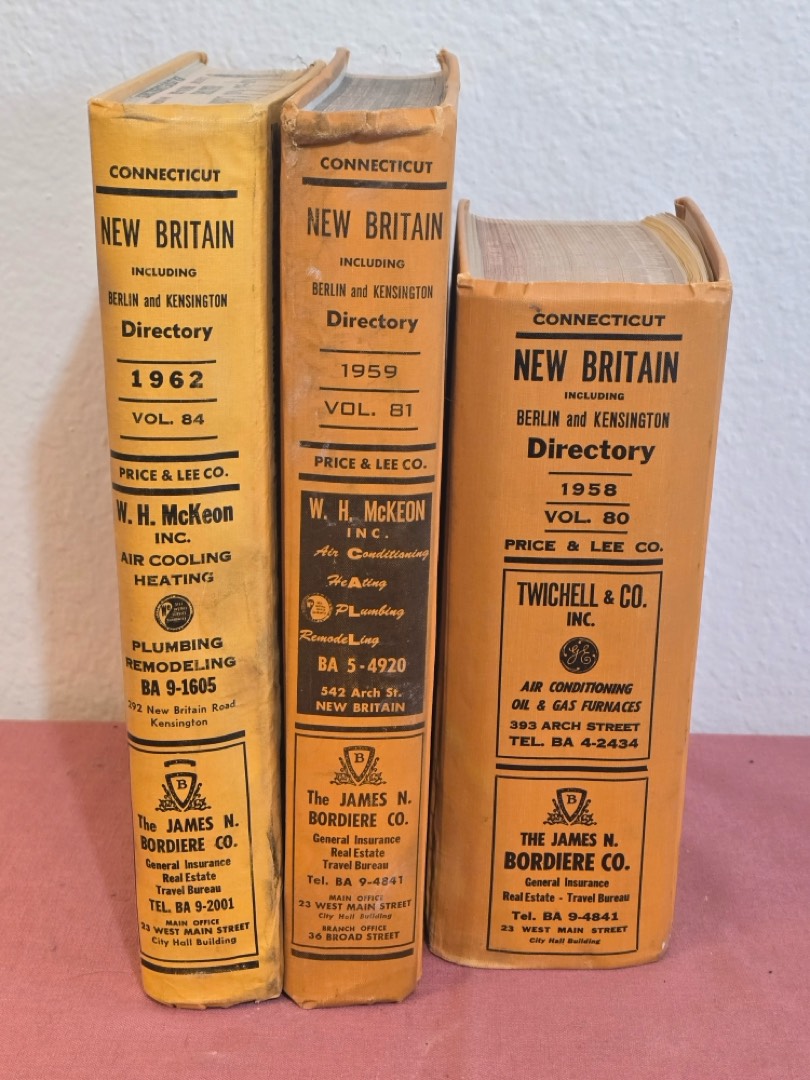 CONNECTICUT
NEW BRITAIN
INCLUDING
BERLIN and KENSINGTON
Directory
1962
VOL. 84
PRICE & LEE CO.
W. H. McKeon
INC.
AIR COOLING
HEATING
PLUMBING
REMODELING
BA 9-1605
292 New Britain Road
Kensington
B
The JAMES N.
BORDIERE CO.
General Insurance
Real Estate
Travel Bureau
TEL. BA 9-2001
MAIN OFFICE
23 WEST MAIN STREET
City Hall Building
CONNECTICUT
NEW BRITAIN
INCLUDING
BERLIN and KENSINGTON
Directory
1959
VOL. 81
PRICE & LEE CO.
W. H. McKEON
INC.
Air Conditioning
HeAting
PLumbing
RemodeLing
BA 5-4920
542 Arch St.
NEW BRITAIN
B
The JAMES N.
BORDIERE CO.
General Insurance
Real Estate
Travel Bureau
Tel. BA 9-4841
MAIN OFFICE
23 WEST MAIN STREET
City Hall Building
BRANCH OFFICE
36 BROAD STREET
CONNECTICUT
NEW BRITAIN
INCLUDING
BERLIN and KENSINGTON
Directory
1958
VOL. 80
PRICE & LEE CO.
TWICHELL & CO.
INC.
GE
AIR CONDITIONING
OIL & GAS FURNACES
393 ARCH STREET
TEL. BA 4-2434
B
THE JAMES N.
BORDIERE CO.
General Insurance
Real Estate - Travel Bureau
Tel. BA 9-4841
23 WEST MAIN STREET
City Hall Building